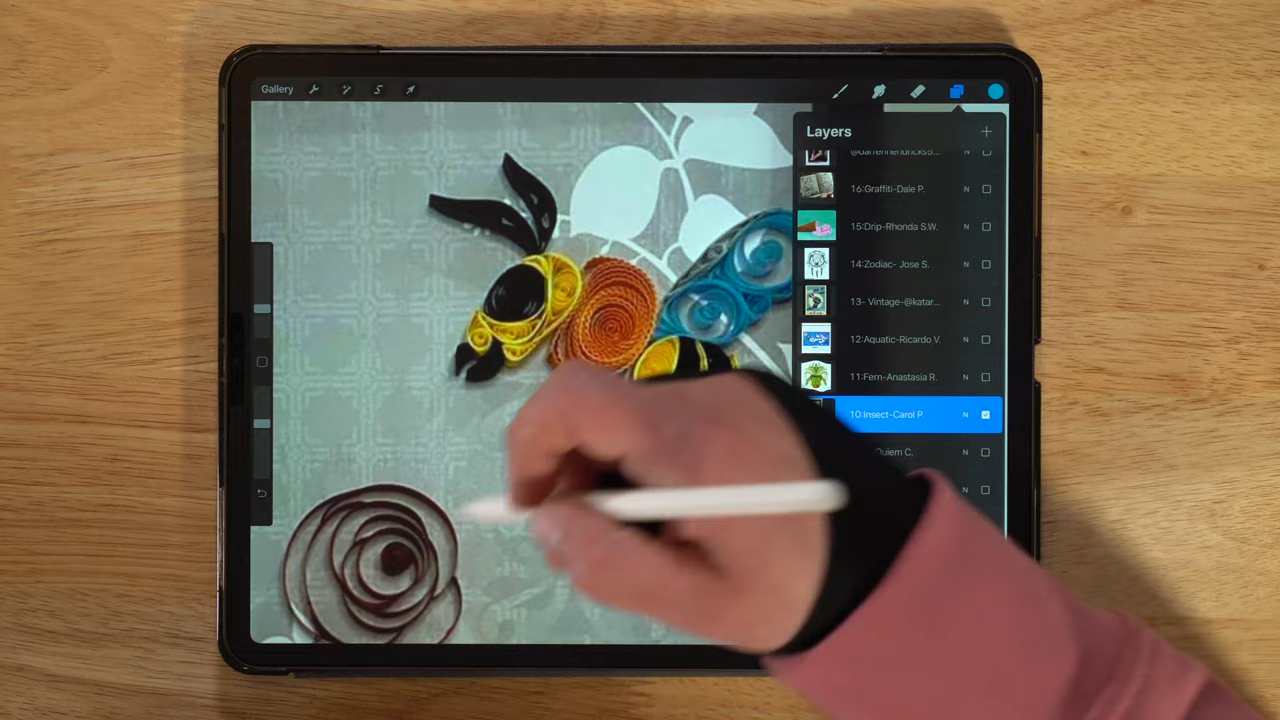 Gallery
Layers
16:Graffiti-Dale P. N
15:Drip-Rhonda S.W. N
14:Zodiac- Jose S. N
13- Vintage-@katar... N
12:Aquatic-Ricardo V. N
11:Fern-Anastasia R. N
10:Insect-Carol P. N
Quiem C. N
N